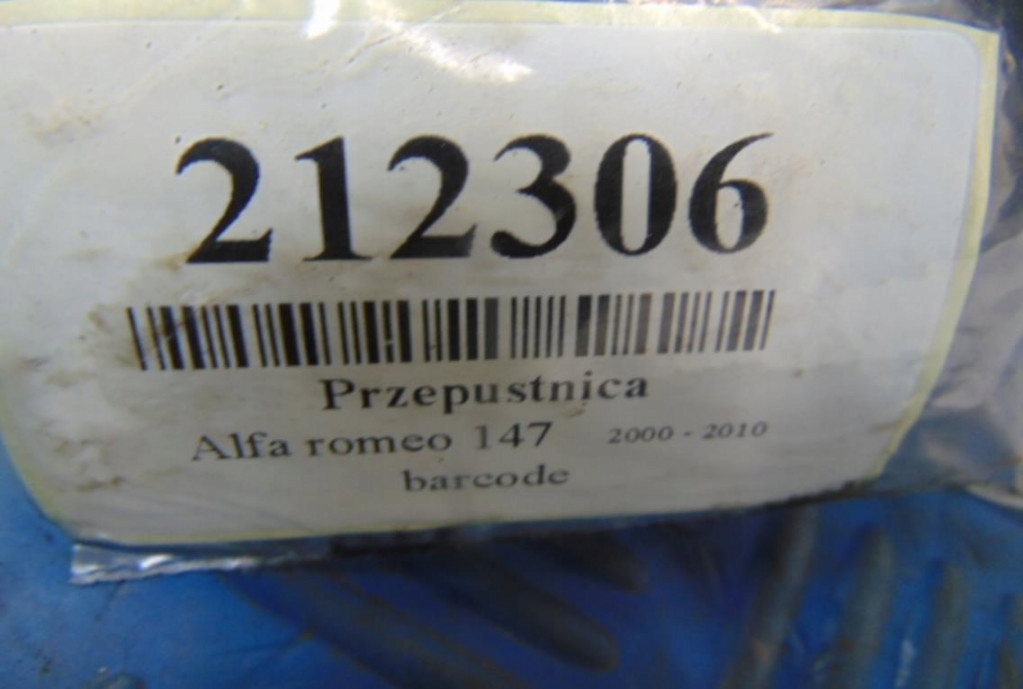 212306
Przepustnica
Alfa romeo 147 2000 - 2010
barcode